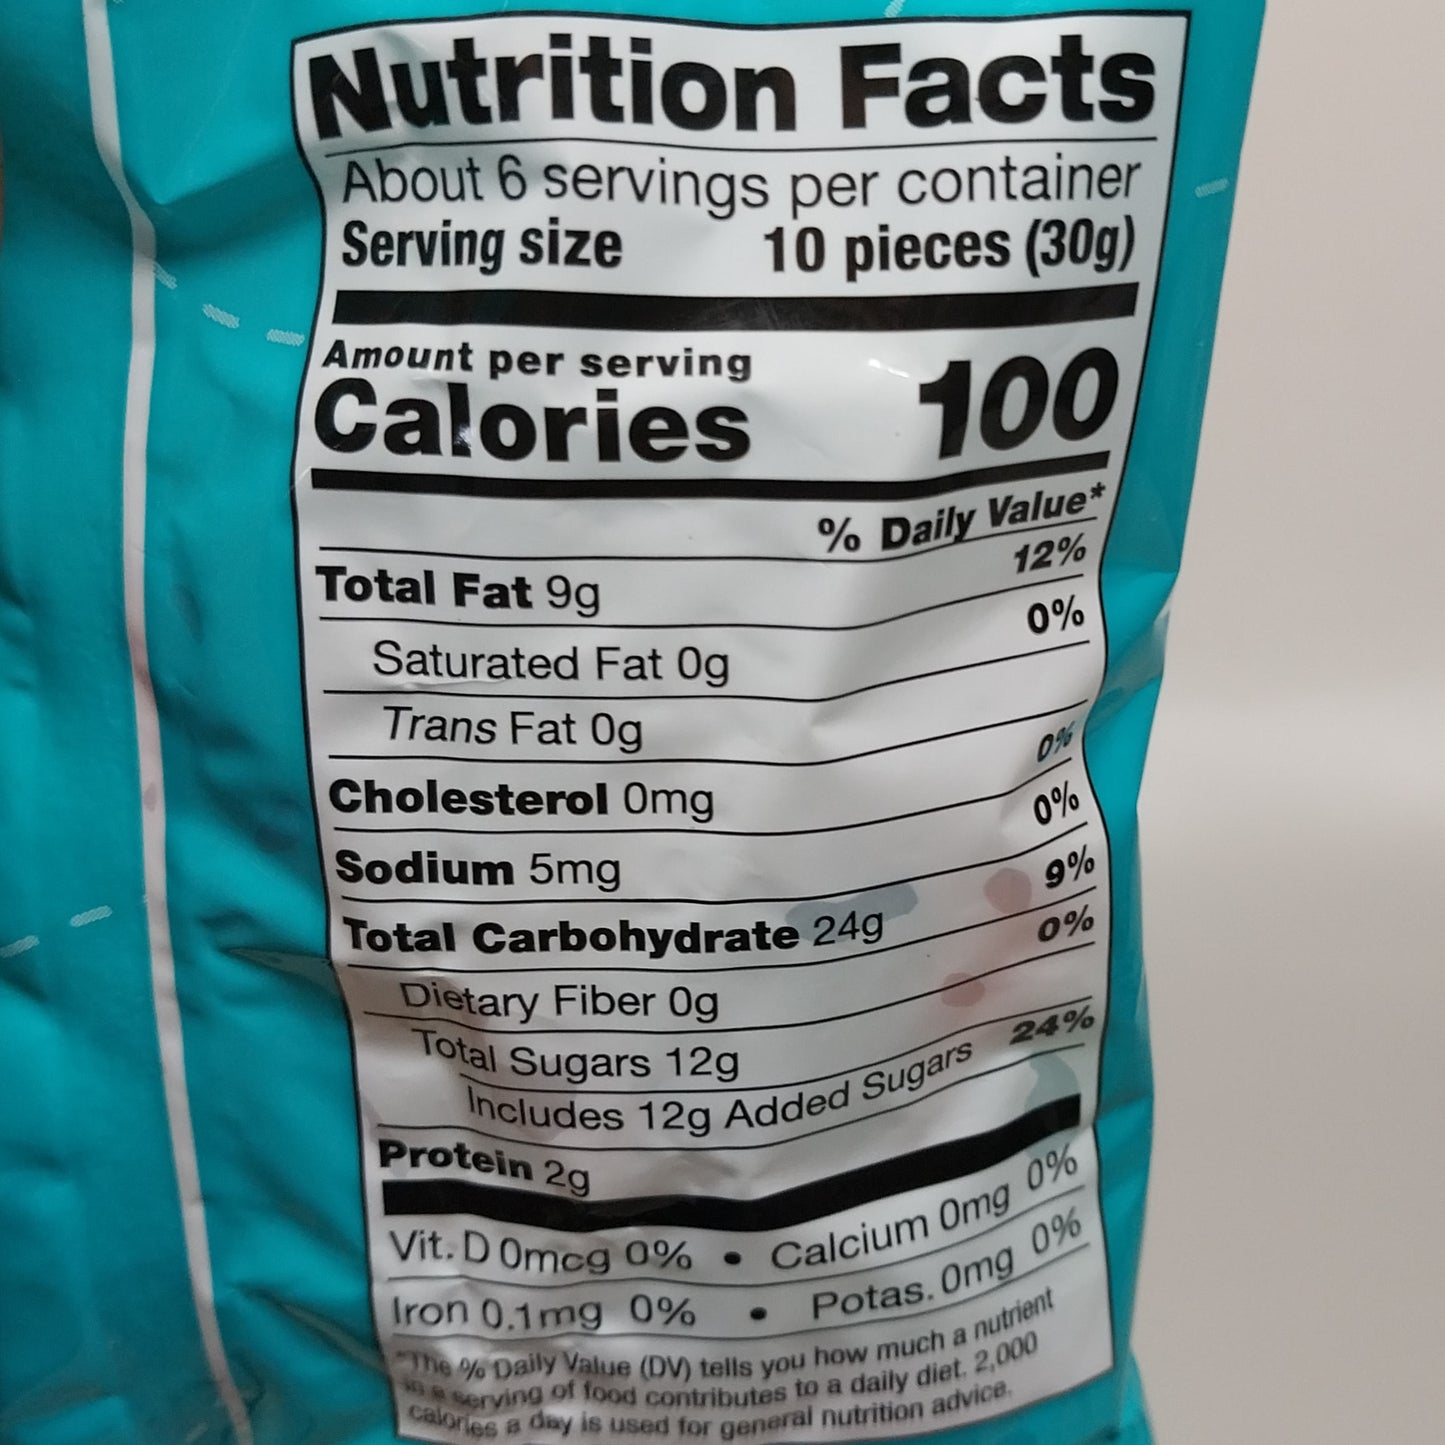 Nutrition Facts
About 6 servings per container
Serving size 10 pieces (30g)
Amount per serving
Calories 100
% Daily Value*
Total Fat 9g 12%
Saturated Fat 0g 0%
Trans Fat 0g
Cholesterol 0mg 0%
Sodium 5mg 0%
Total Carbohydrate 24g 9%
Dietary Fiber 0g 0%
Total Sugars 12g
Includes 12g Added Sugars 24%
Protein 2g
Vit. D 0mcg 0% • Calcium 0mg 0%
Iron 0.1mg 0% • Potas. 0mg 0%
*The % Daily Value (DV) tells you how much a nutrient
in a serving of food contributes to a daily diet. 2,000
calories a day is used for general nutrition advice.